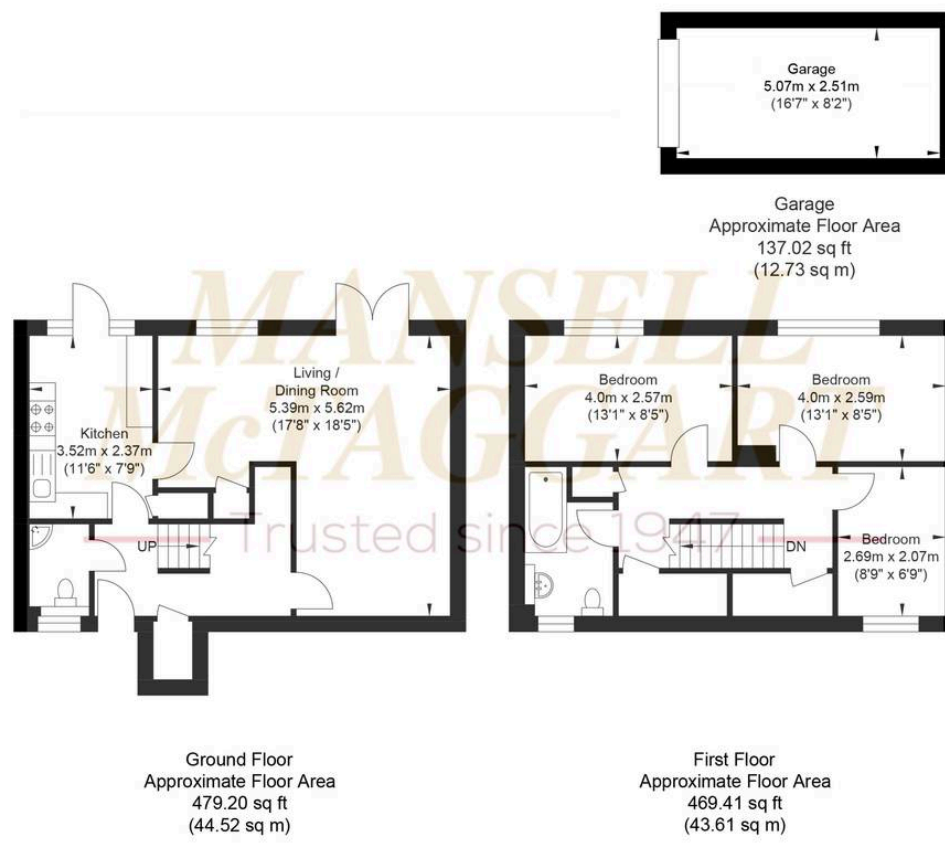 Garage
5.07m x 2.51m
(16'7" x 8'2")
Garage
Approximate Floor Area
137.02 sq ft
(12.73 sq m)
MANSELL
McTAGGART
Trusted since 1947
Living /
Dining Room
5.39m x 5.62m
(17'8" x 18'5")
Kitchen
3.52m x 2.37m
(11'6" x 7'9")
UP
Bedroom
4.0m x 2.57m
(13'1" x 8'5")
Bedroom
4.0m x 2.59m
(13'1" x 8'5")
DN
Bedroom
2.69m x 2.07m
(8'9" x 6'9")
Ground Floor
Approximate Floor Area
479.20 sq ft
(44.52 sq m)
First Floor
Approximate Floor Area
469.41 sq ft
(43.61 sq m)